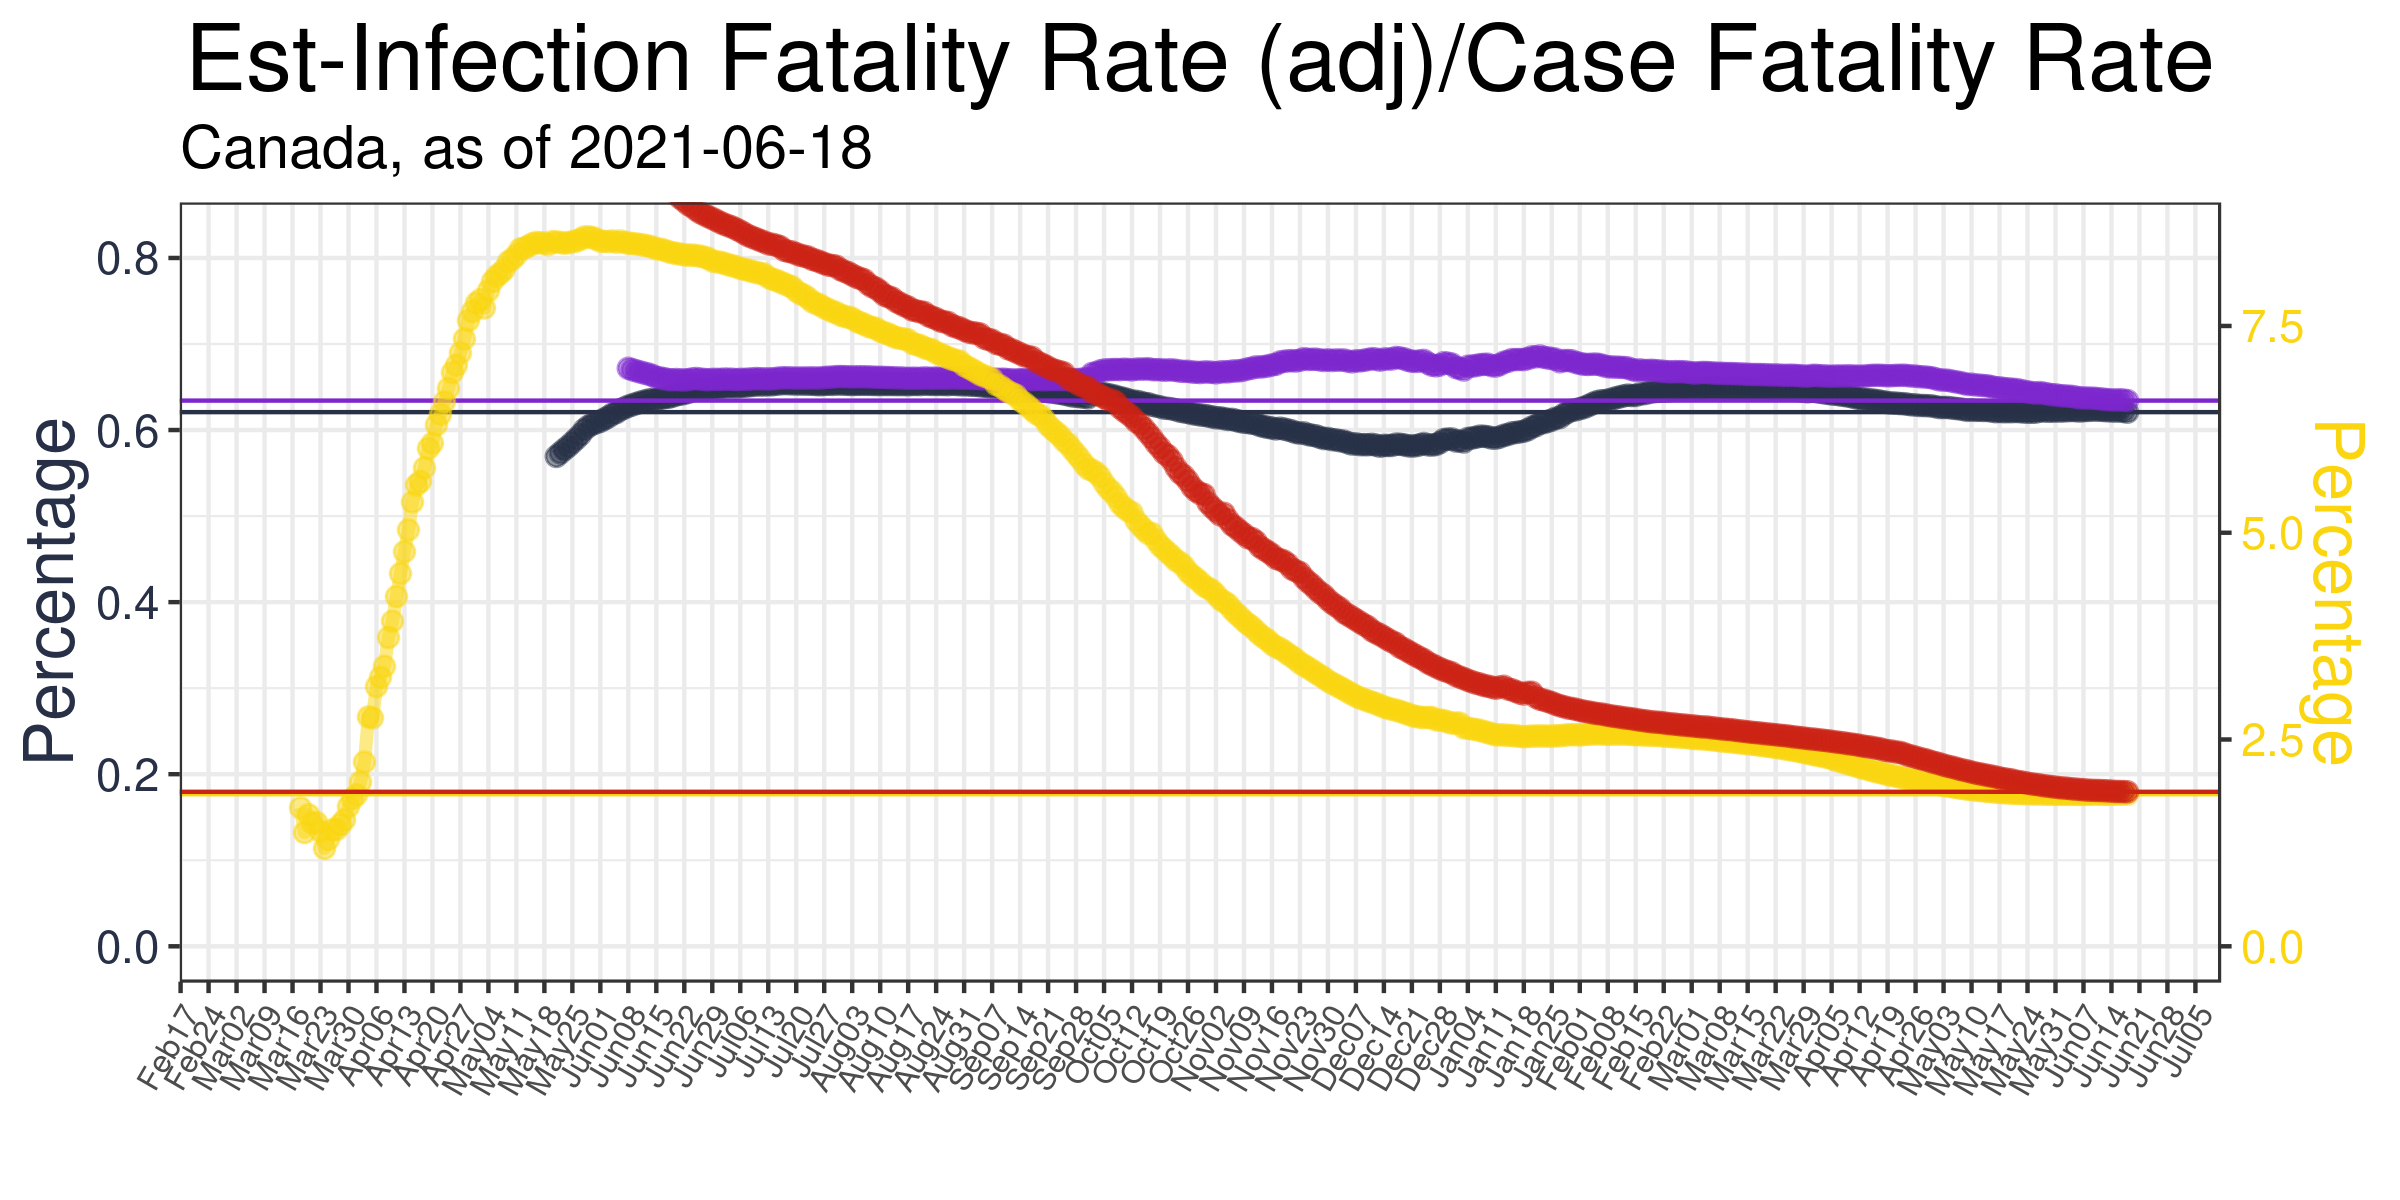 Est-Infection Fatality Rate (adj)/Case Fatality Rate
Canada, as of 2021-06-18
Percentage
0.8
0.6
0.4
0.2
0.0
7.5
5.0
2.5
0.0
Percentage
Feb17
Feb24
Mar02
Mar09
Mar16
Mar23
Mar30
Apr06
Apr13
Apr20
Apr27
May04
May11
May18
May25
Jun01
Jun08
Jun15
Jun22
Jun29
Jul06
Jul13
Jul20
Jul27
Aug03
Aug10
Aug17
Aug24
Aug31
Sep07
Sep14
Sep21
Sep28
Oct05
Oct12
Oct19
Oct26
Nov02
Nov09
Nov16
Nov23
Nov30
Dec07
Dec14
Dec21
Dec28
Jan04
Jan11
Jan18
Jan25
Feb01
Feb08
Feb15
Feb22
Mar01
Mar08
Mar15
Mar22
Mar29
Apr05
Apr12
Apr19
Apr26
May03
May10
May17
May24
May31
Jun07
Jun14
Jun21
Jun28
Jul05